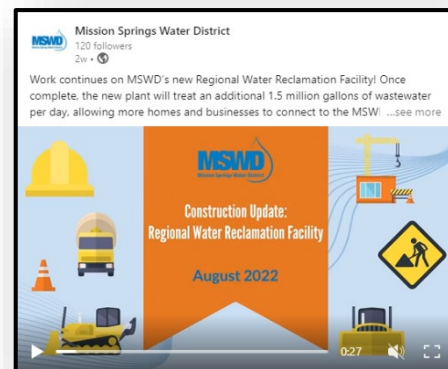 MSWD
Mission Springs Water District
120 followers
2w •
Work continues on MSWD's new Regional Water Reclamation Facility! Once
complete, the new plant will treat an additional 1.5 million gallons of wastewater
per day, allowing more homes and businesses to connect to the MSWI ...see more
MSWD
Mission Springs Water District
Construction Update:
Regional Water Reclamation Facility
August 2022
0:27